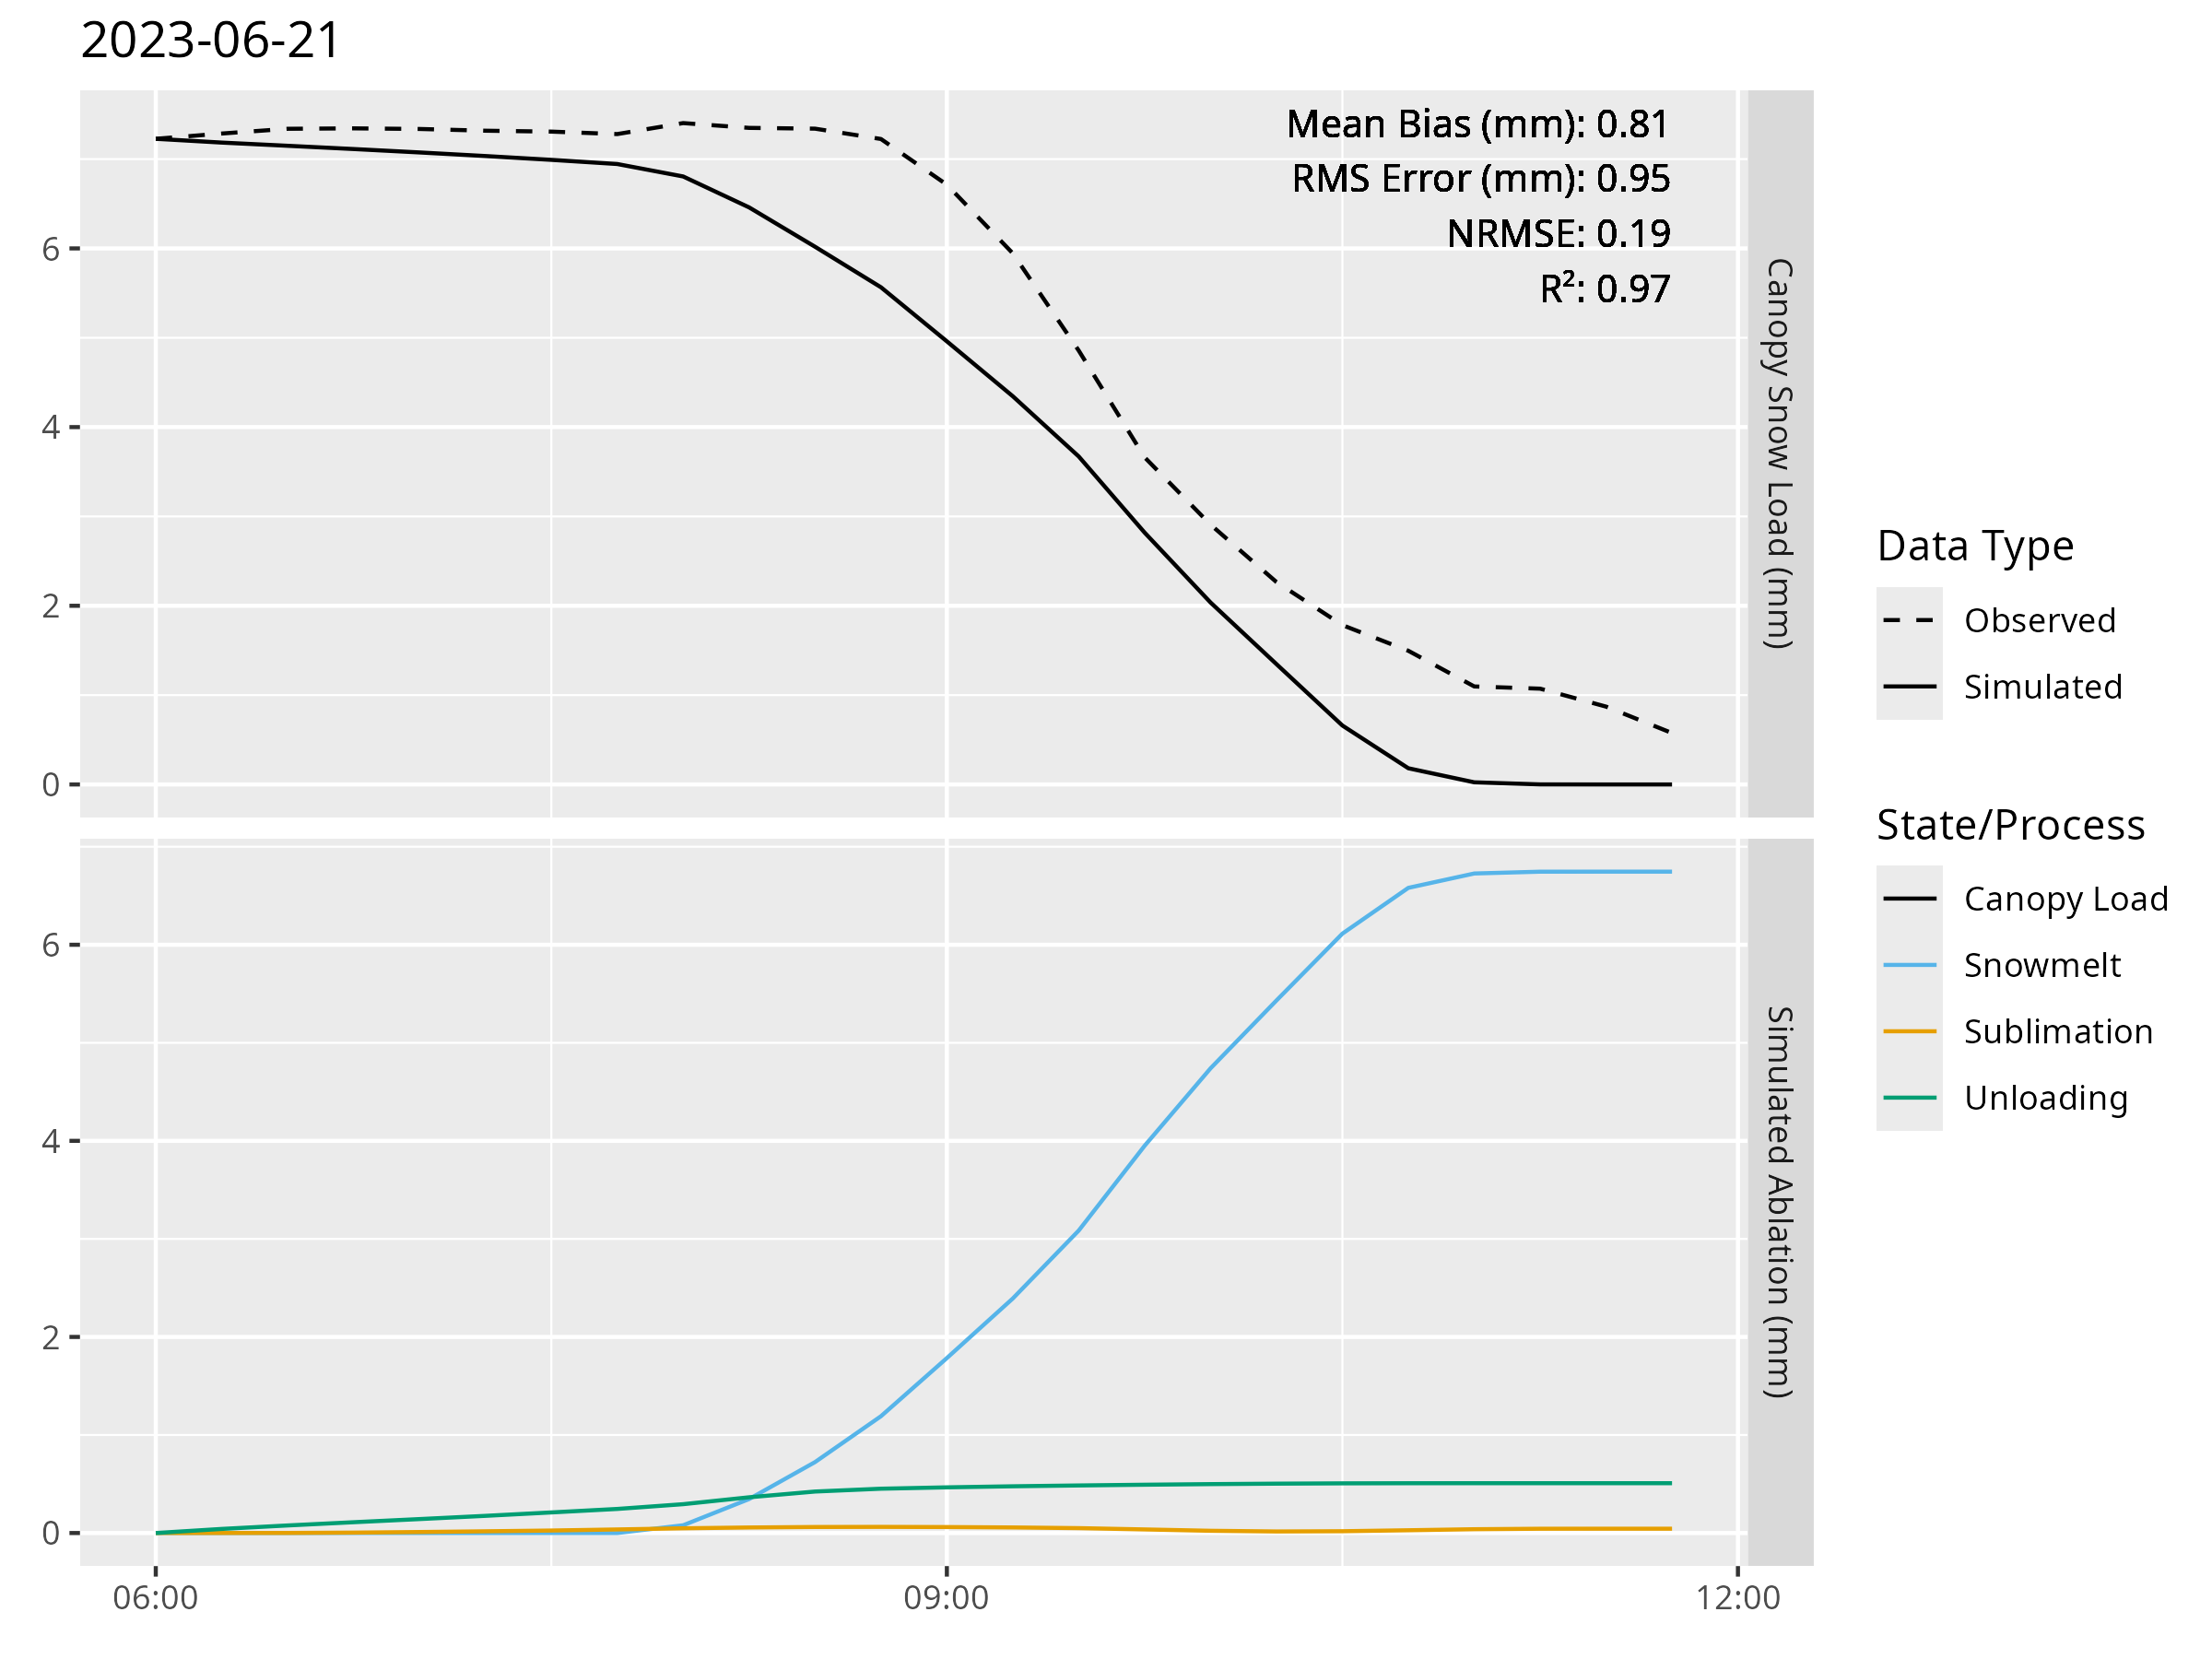 2023-06-21
Mean Bias (mm): 0.81
RMS Error (mm): 0.95
NRMSE: 0.19
R²: 0.97
6
4
2
0
Canopy Snow Load (mm)
6
4
2
0
Simulated Ablation (mm)
06:00
09:00
12:00
Data Type
Observed
Simulated
State/Process
Canopy Load
Snowmelt
Sublimation
Unloading